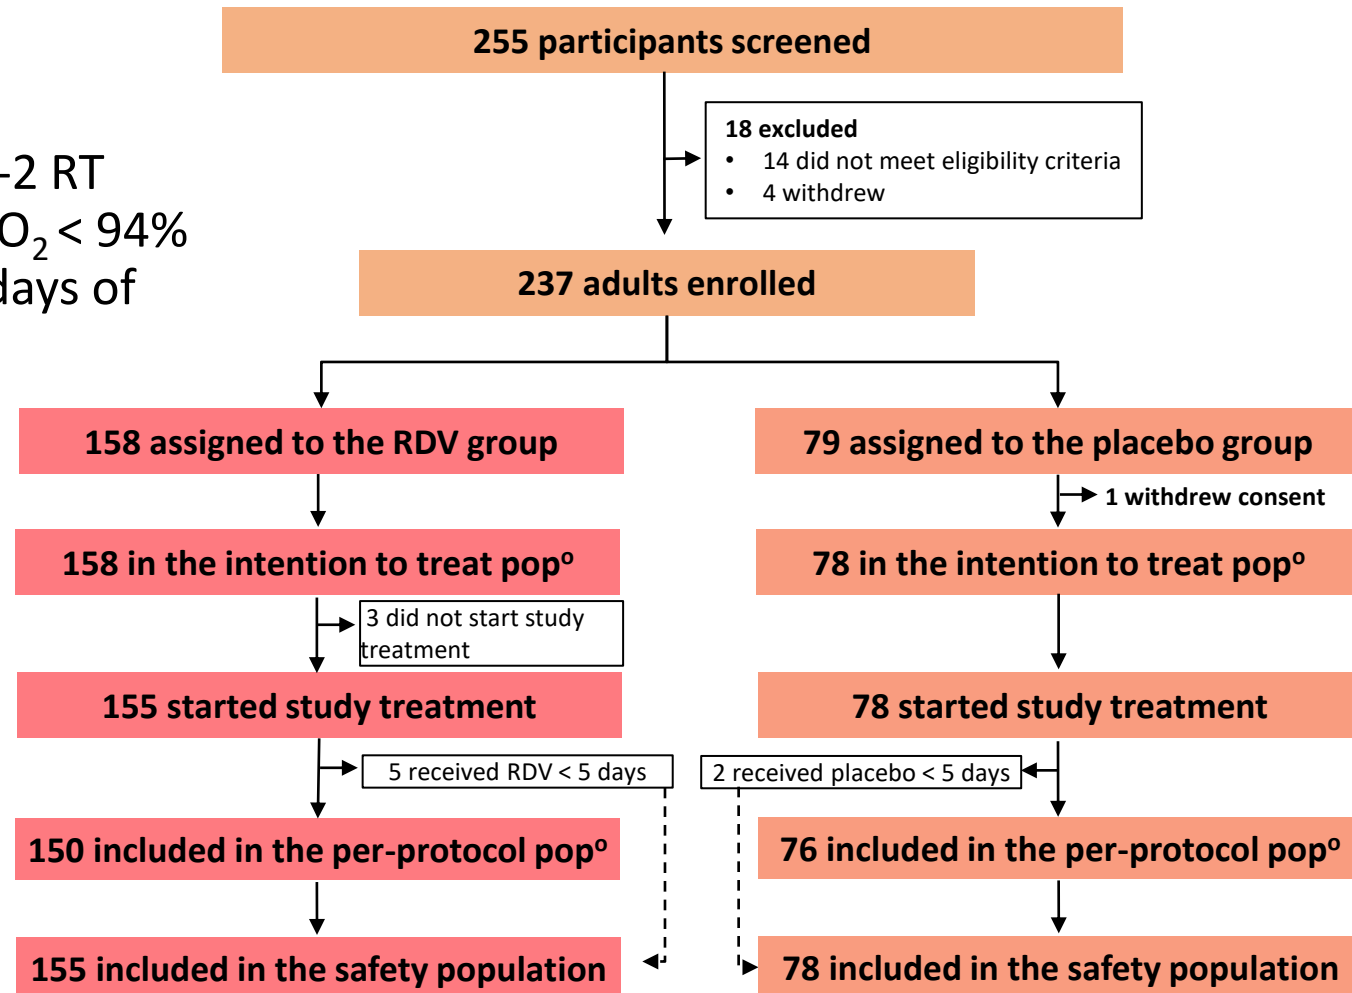 255 participants screened
18 excluded
• 14 did not meet eligibility criteria
• 4 withdrew
-2 RT
O₂ < 94%
days of
237 adults enrolled
158 assigned to the RDV group
79 assigned to the placebo group
1 withdrew consent
158 in the intention to treat popᵒ
78 in the intention to treat popᵒ
3 did not start study
treatment
155 started study treatment
78 started study treatment
5 received RDV < 5 days
2 received placebo < 5 days
150 included in the per-protocol popᵒ
76 included in the per-protocol popᵒ
155 included in the safety population
78 included in the safety population